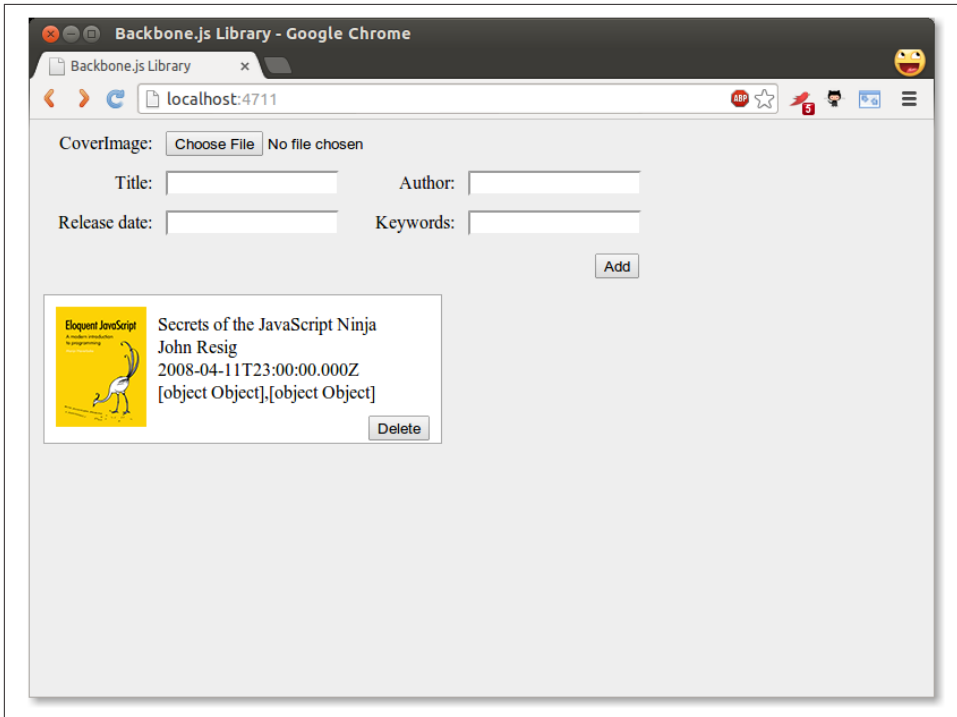 Backbone.js Library - Google Chrome
Backbone.js Library ×
localhost:4711
ABP
5
CoverImage: Choose File No file chosen
Title: Author:
Release date: Keywords:
Add
Eloquent JavaScript
A modern introduction
to programming
Secrets of the JavaScript Ninja
John Resig
2008-04-11T23:00:00.000Z
[object Object],[object Object]
Delete